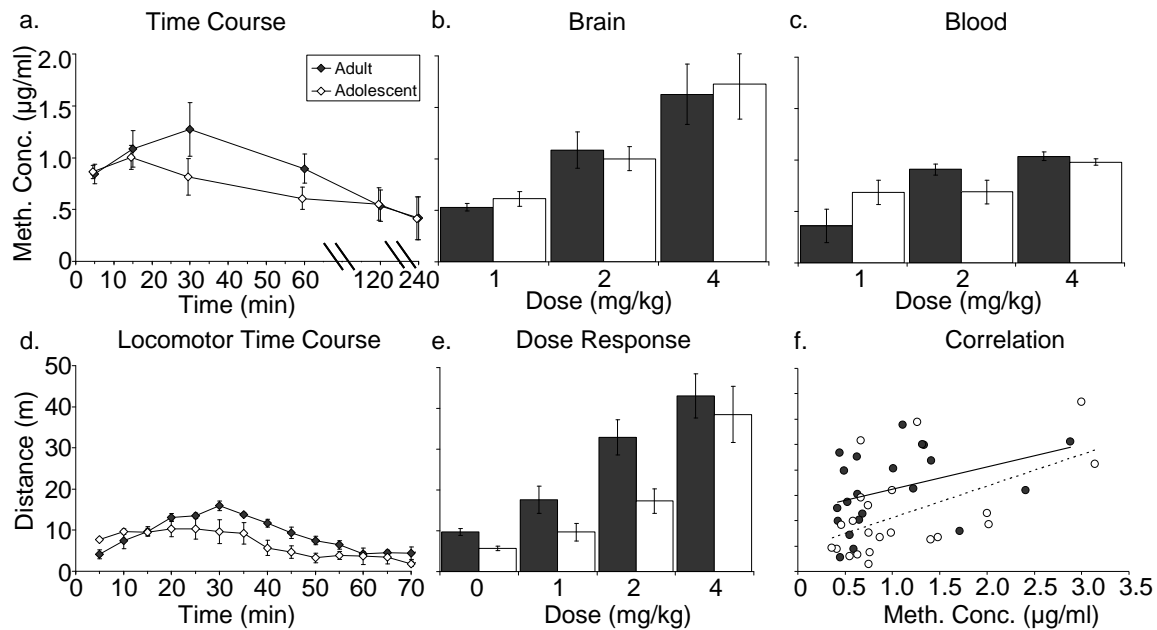 a. Time Course
b. Brain
c. Blood
Meth. Conc. (µg/ml)
2.0
1.5
1.0
.5
0
Adult
Adolescent
0 10 20 30 40 50 60 120 240
Time (min)
1 2 4
Dose (mg/kg)
1 2 4
Dose (mg/kg)
d. Locomotor Time Course
e. Dose Response
f. Correlation
Distance (m)
50
40
30
20
10
0
0 10 20 30 40 50 60 70
Time (min)
0 1 2 4
Dose (mg/kg)
0 0.5 1.0 1.5 2.0 2.5 3.0 3.5
Meth. Conc. (µg/ml)